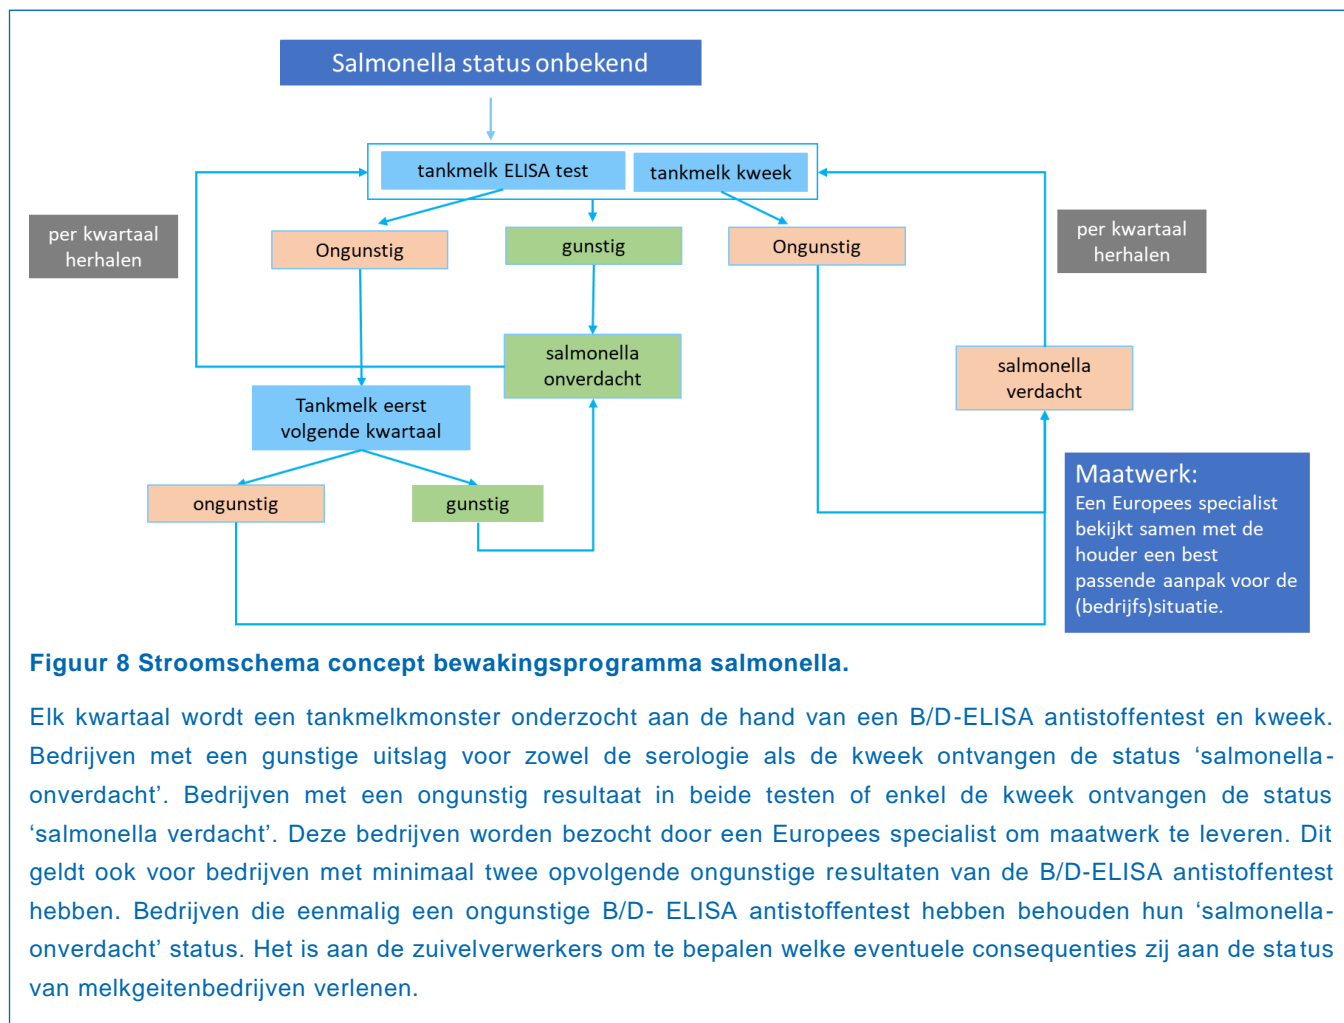 Salmonella status onbekend
tankmelk ELISA test
tankmelk kweek
per kwartaal
herhalen
Ongunstig
gunstig
Ongunstig
per kwartaal
herhalen
salmonella
onverdacht
salmonella
verdacht
Tankmelk eerst
volgende kwartaal
ongunstig
gunstig
Maatwerk:
Een Europees specialist
bekijkt samen met de
houder een best
passende aanpak voor de
(bedrijfs)situatie.
Figuur 8 Stroomschema concept bewakingsprogramma salmonella.
Elk kwartaal wordt een tankmelkmonster onderzocht aan de hand van een B/D-ELISA antistoffentest en kweek.
Bedrijven met een gunstige uitslag voor zowel de serologie als de kweek ontvangen de status ‘salmonella-
onverdacht’. Bedrijven met een ongunstig resultaat in beide testen of enkel de kweek ontvangen de status
‘salmonella verdacht’. Deze bedrijven worden bezocht door een Europees specialist om maatwerk te leveren. Dit
geldt ook voor bedrijven met minimaal twee opvolgende ongunstige resultaten van de B/D-ELISA antistoffentest
hebben. Bedrijven die eenmalig een ongunstige B/D- ELISA antistoffentest hebben behouden hun ‘salmonella-
onverdacht’ status. Het is aan de zuivelverwerkers om te bepalen welke eventuele consequenties zij aan de status
van melkgeitenbedrijven verlenen.